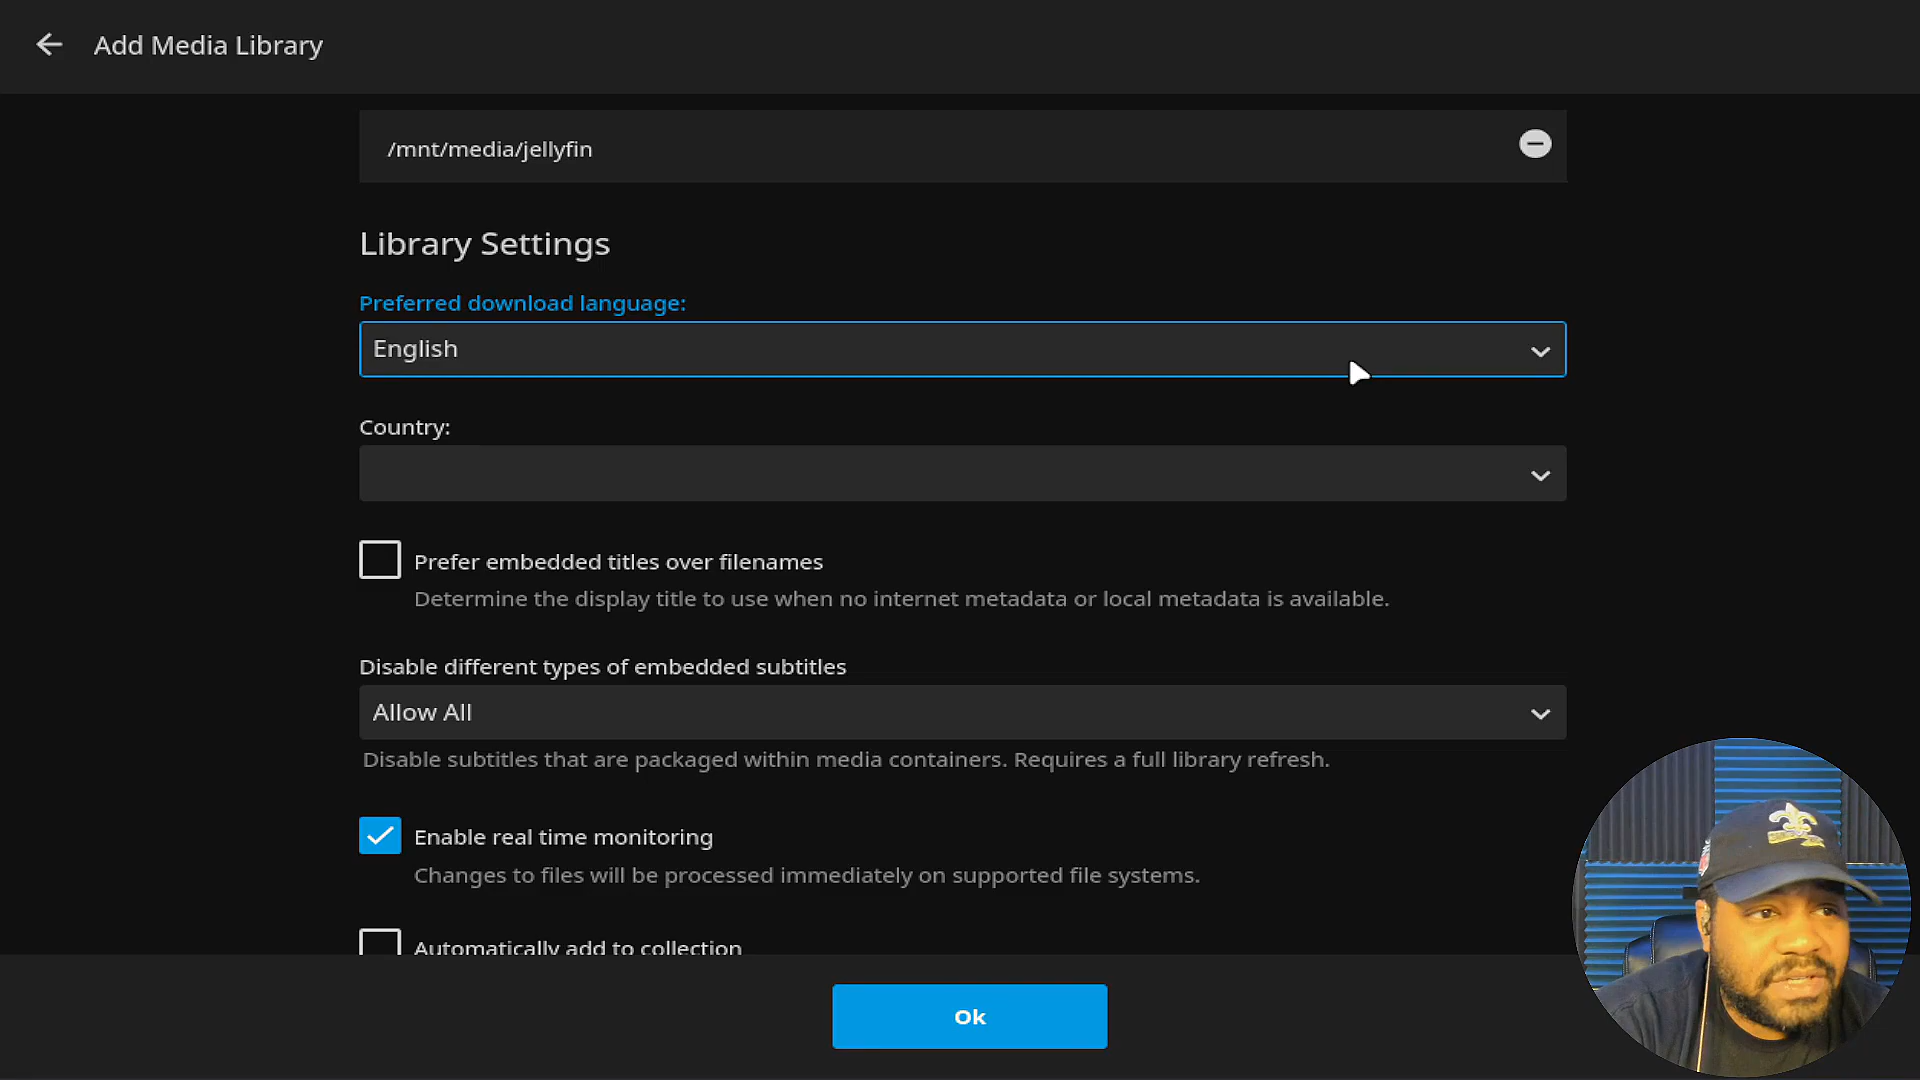 Add Media Library
/mnt/media/jellyfin
Library Settings
Preferred download language:
English
Country:
Prefer embedded titles over filenames
Determine the display title to use when no internet metadata or local metadata is available.
Disable different types of embedded subtitles
Allow All
Disable subtitles that are packaged within media containers. Requires a full library refresh.
Enable real time monitoring
Changes to files will be processed immediately on supported file systems.
Automatically add to collection
Ok